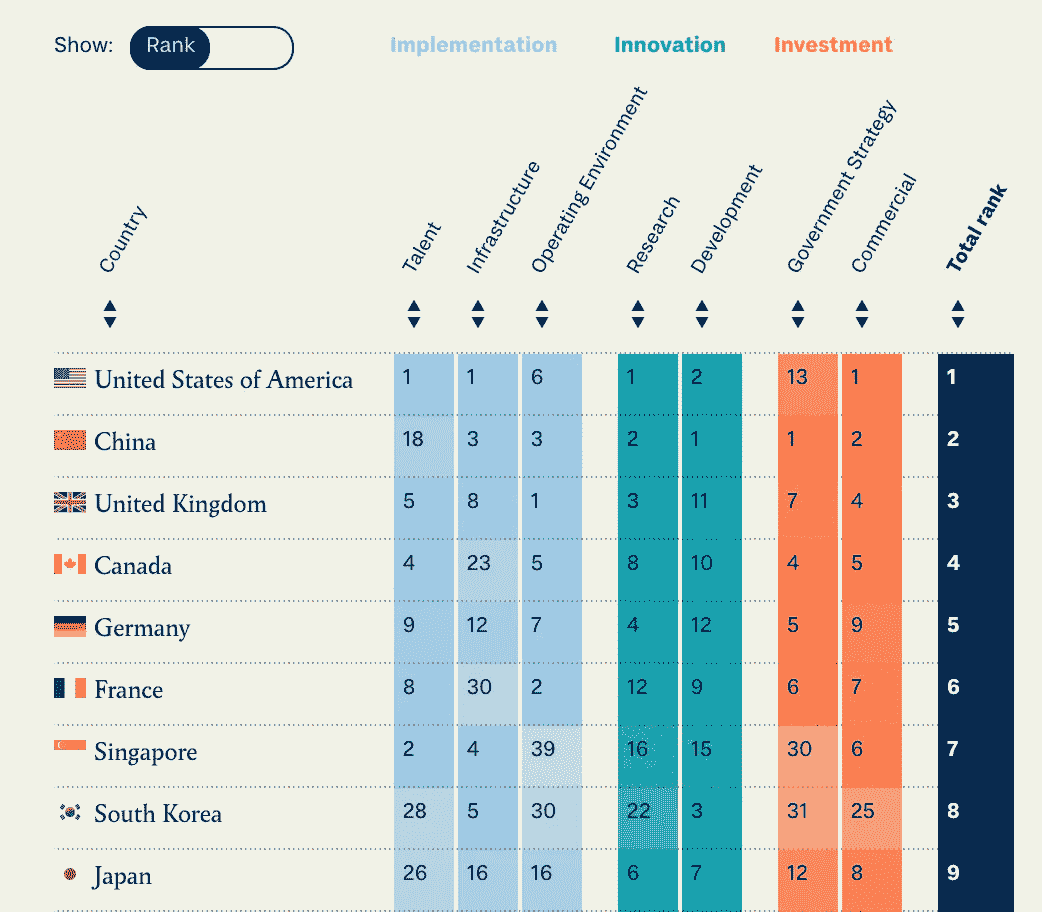 Show: Rank Implementation Innovation Investment
Country Talent Infrastructure Operating Environment Research Development Government Strategy Commercial Total rank
United States of America 1 1 6 1 2 13 1 1
China 18 3 3 2 1 1 2 2
United Kingdom 5 8 1 3 11 7 4 3
Canada 4 23 5 8 10 4 5 4
Germany 9 12 7 4 12 5 9 5
France 8 30 2 12 9 6 7 6
Singapore 2 4 39 16 15 30 6 7
South Korea 28 5 30 22 3 31 25 8
Japan 26 16 16 6 7 12 8 9